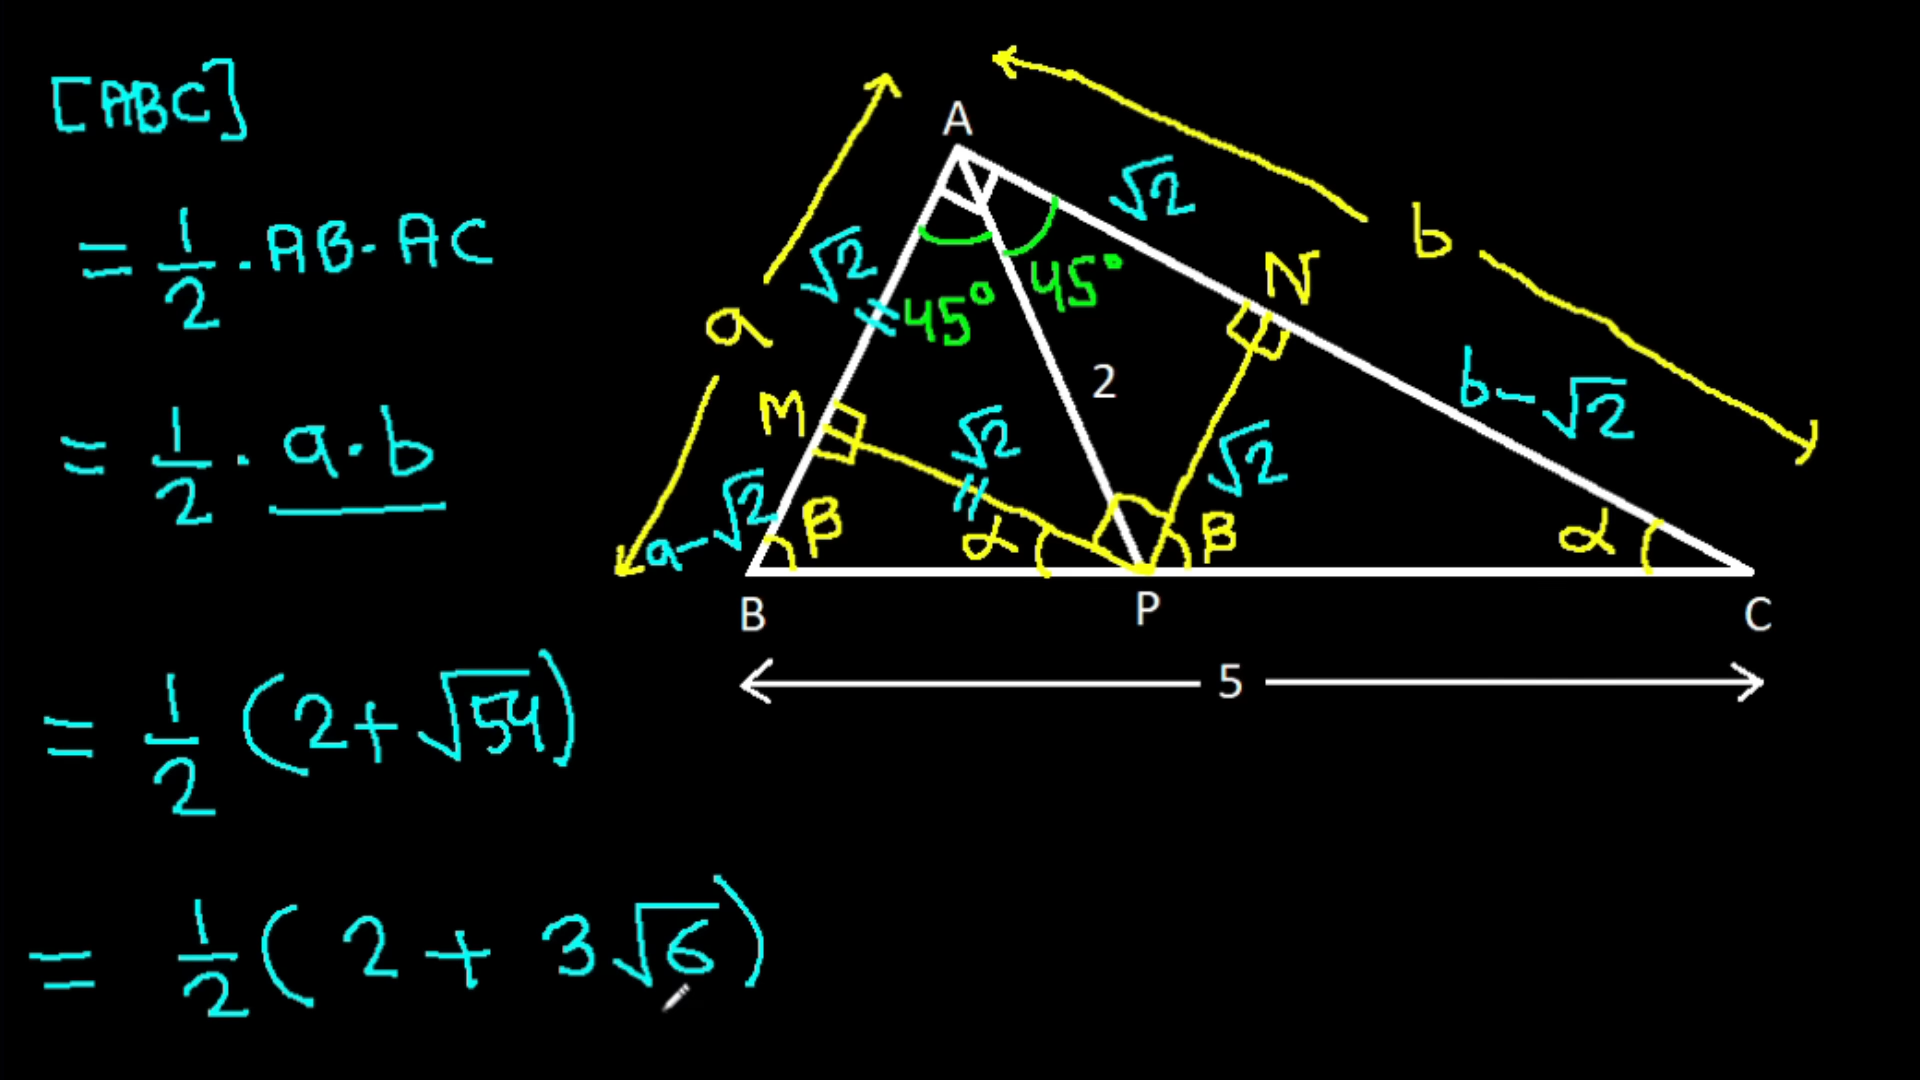 [ABC]
= 1/2 · AB · AC
= 1/2 · a · b
= 1/2 (2 + √54)
= 1/2 (2 + 3√6)
A
√2
b
√2
N
45°
45°
a
2
b - √2
M
√2
√2
a - √2
β
α
β
α
B
P
C
5